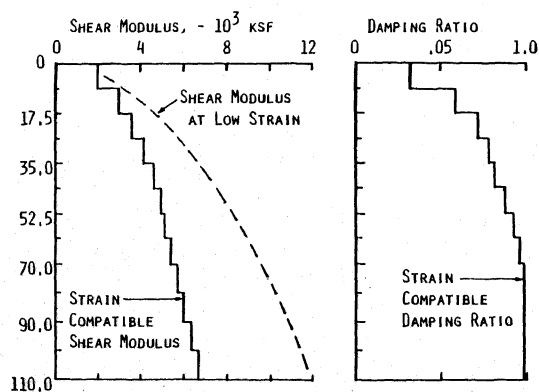 SHEAR MODULUS, - 10³ KSF
0 4 8 12
DAMPING RATIO
0 .05 1.0
0
17.5
35.0
52.5
70.0
90.0
110,0
SHEAR MODULUS
AT LOW STRAIN
STRAIN
COMPATIBLE
SHEAR MODULUS
STRAIN
COMPATIBLE
DAMPING RATIO